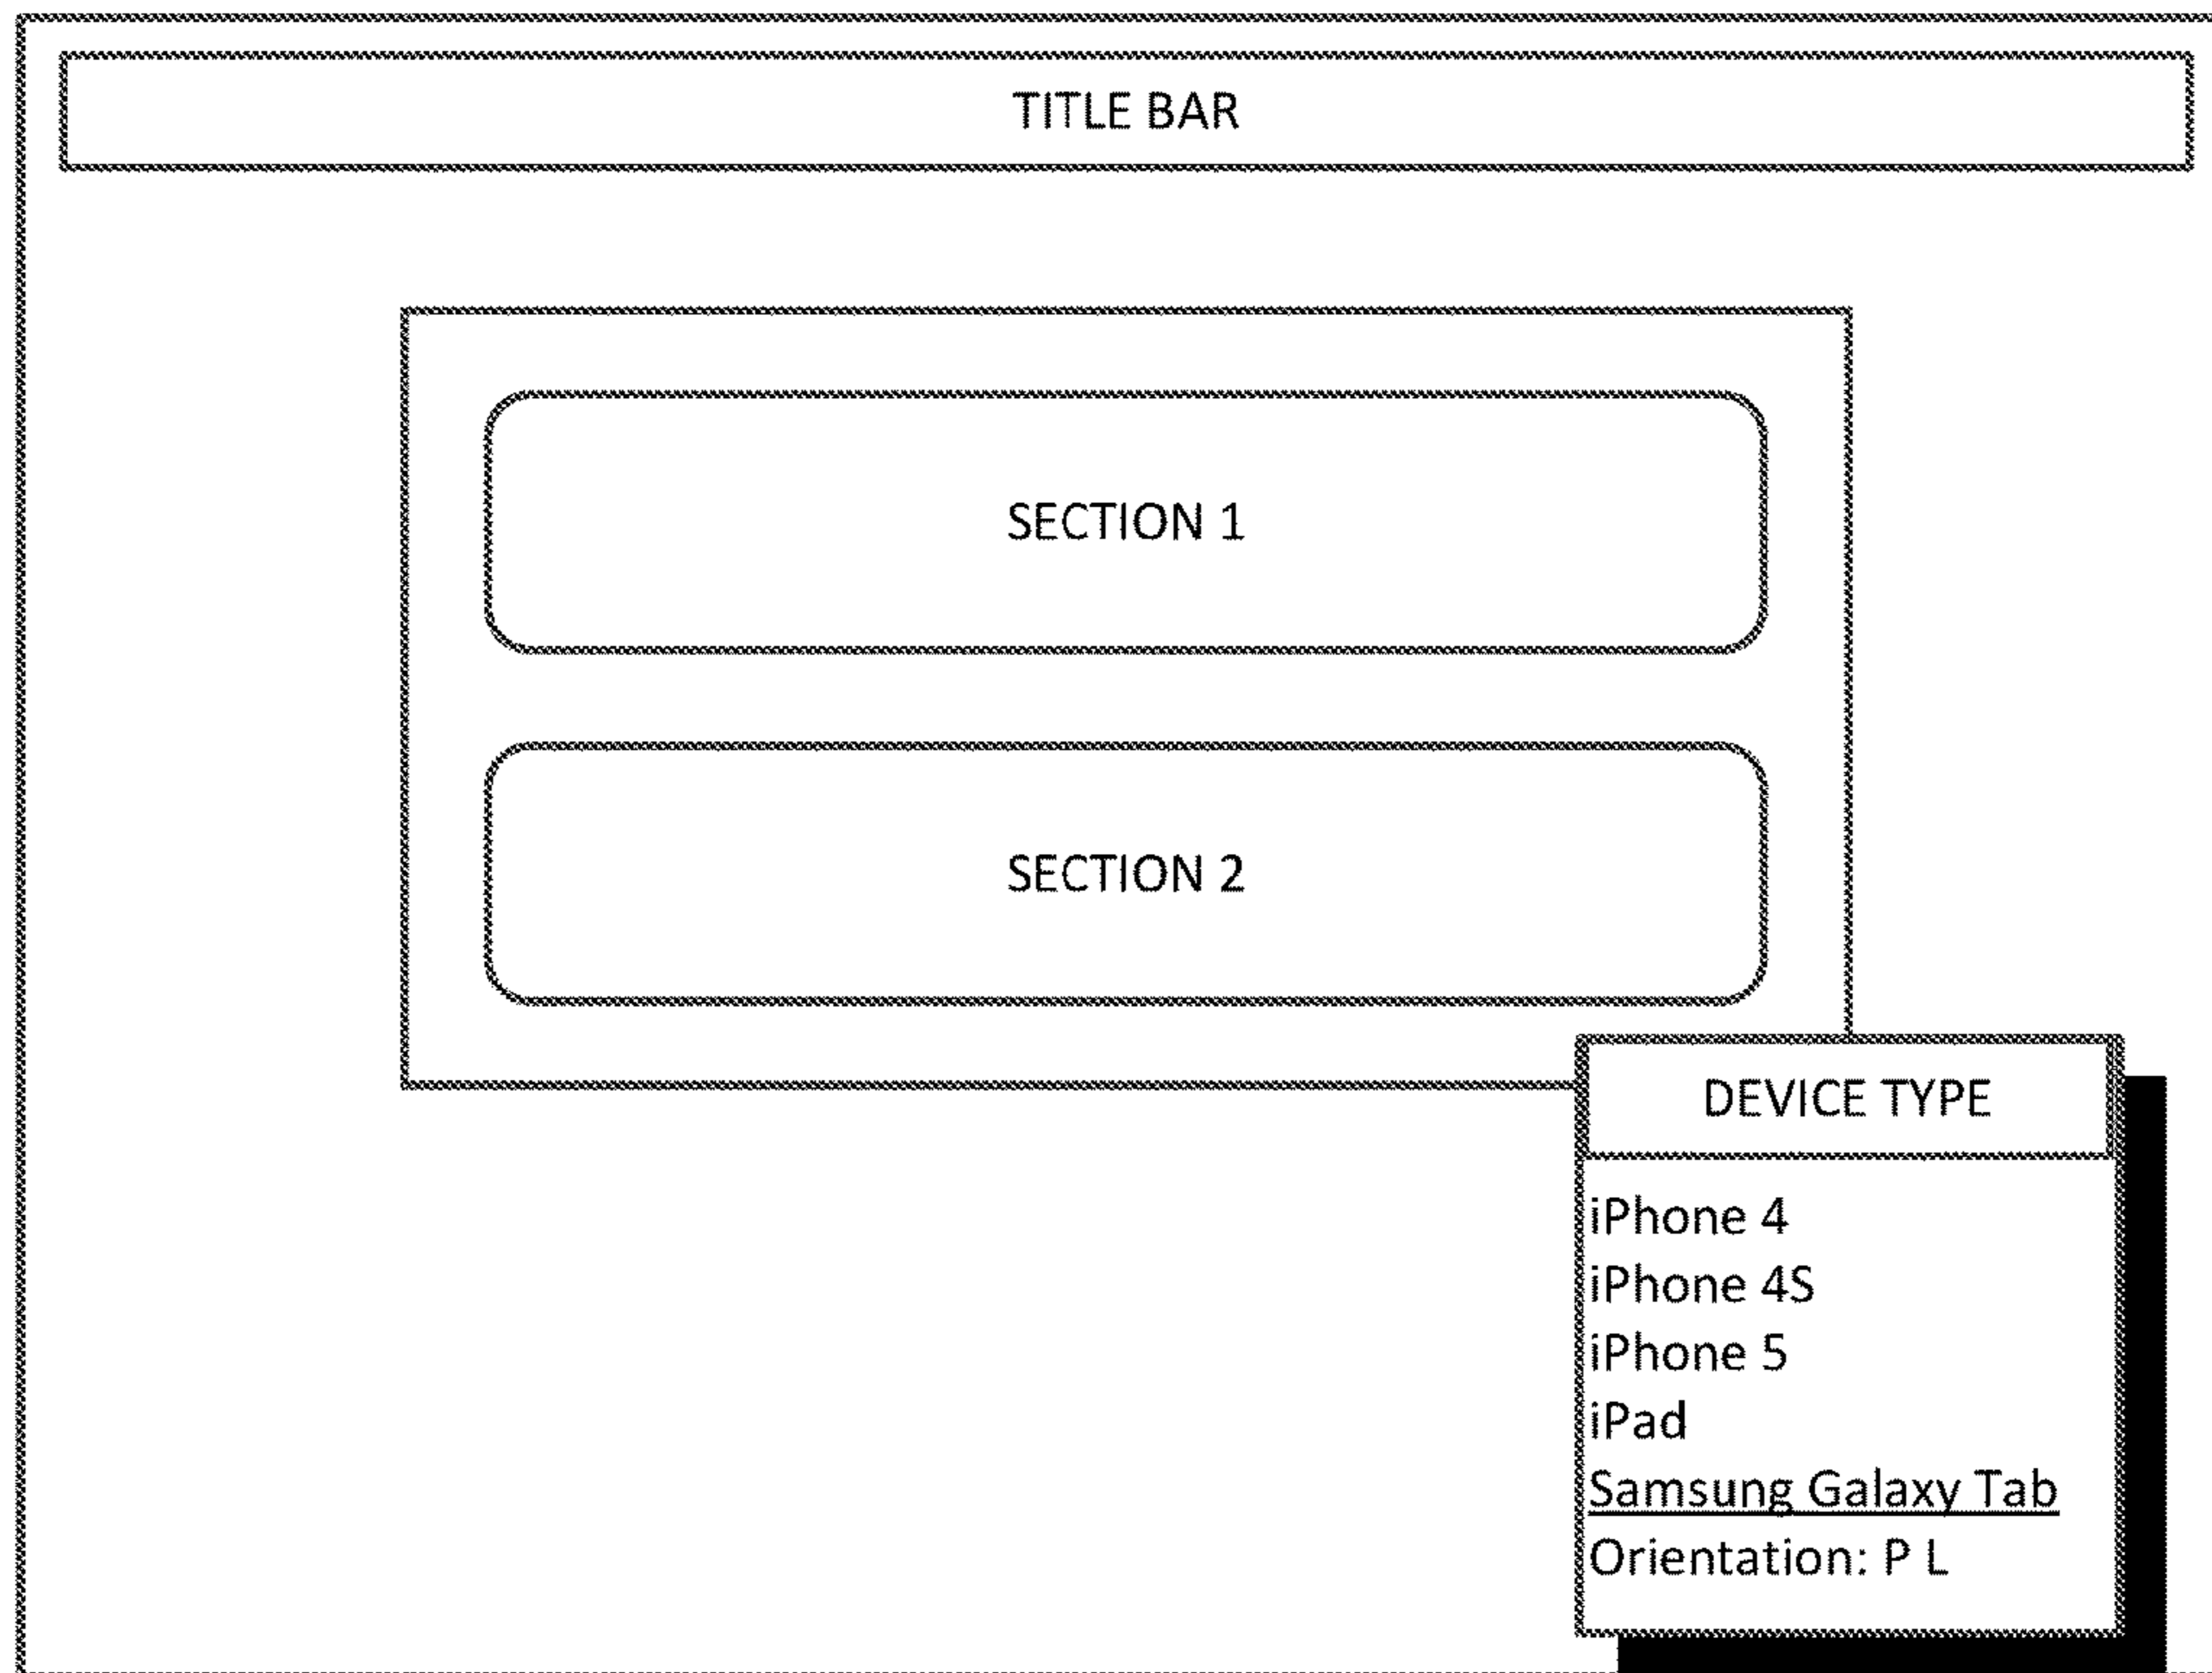 TITLE BAR
SECTION 1
SECTION 2
DEVICE TYPE
iPhone 4
iPhone 4S
iPhone 5
iPad
Samsung Galaxy Tab
Orientation: P L